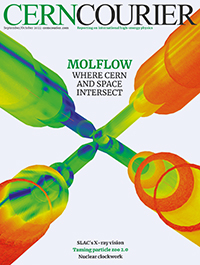 CERNCOURIER
September/October 2022 cerncourier.com Reporting on international high-energy physics
MOLFLOW
WHERE CERN
AND SPACE
INTERSECT
SLAC's X-ray vision
Taming particle zoo 2.0
Nuclear clockwork